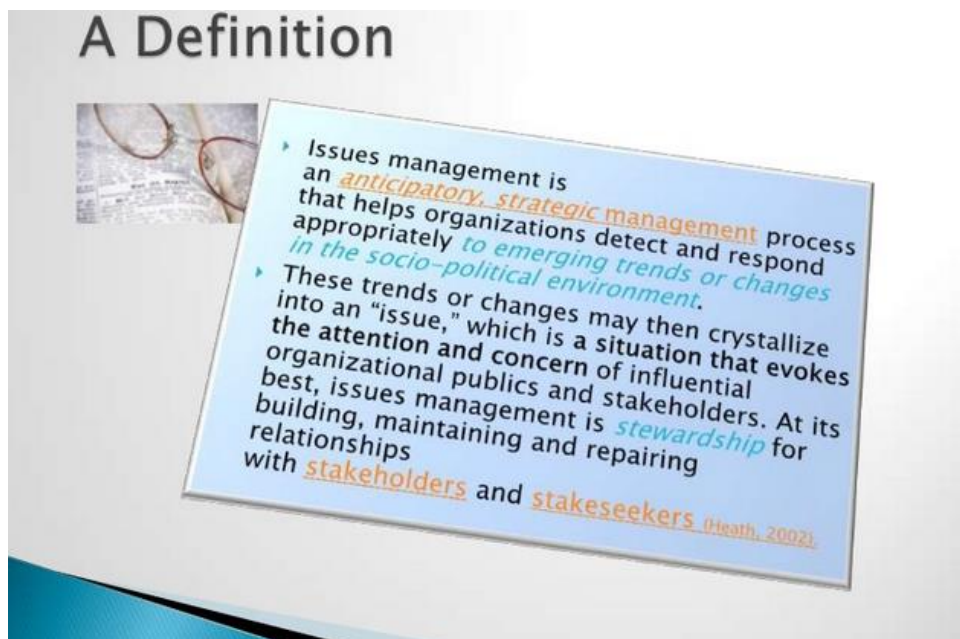 A Definition
Issues management is
an anticipatory, strategic management process
that helps organizations detect and respond
appropriately to emerging trends or changes
in the socio-political environment.
These trends or changes may then crystallize
into an “issue,” which is a situation that evokes
the attention and concern of influential
organizational publics and stakeholders. At its
best, issues management is stewardship for
building, maintaining and repairing
relationships
with stakeholders and stakeseekers (Heath, 2002).